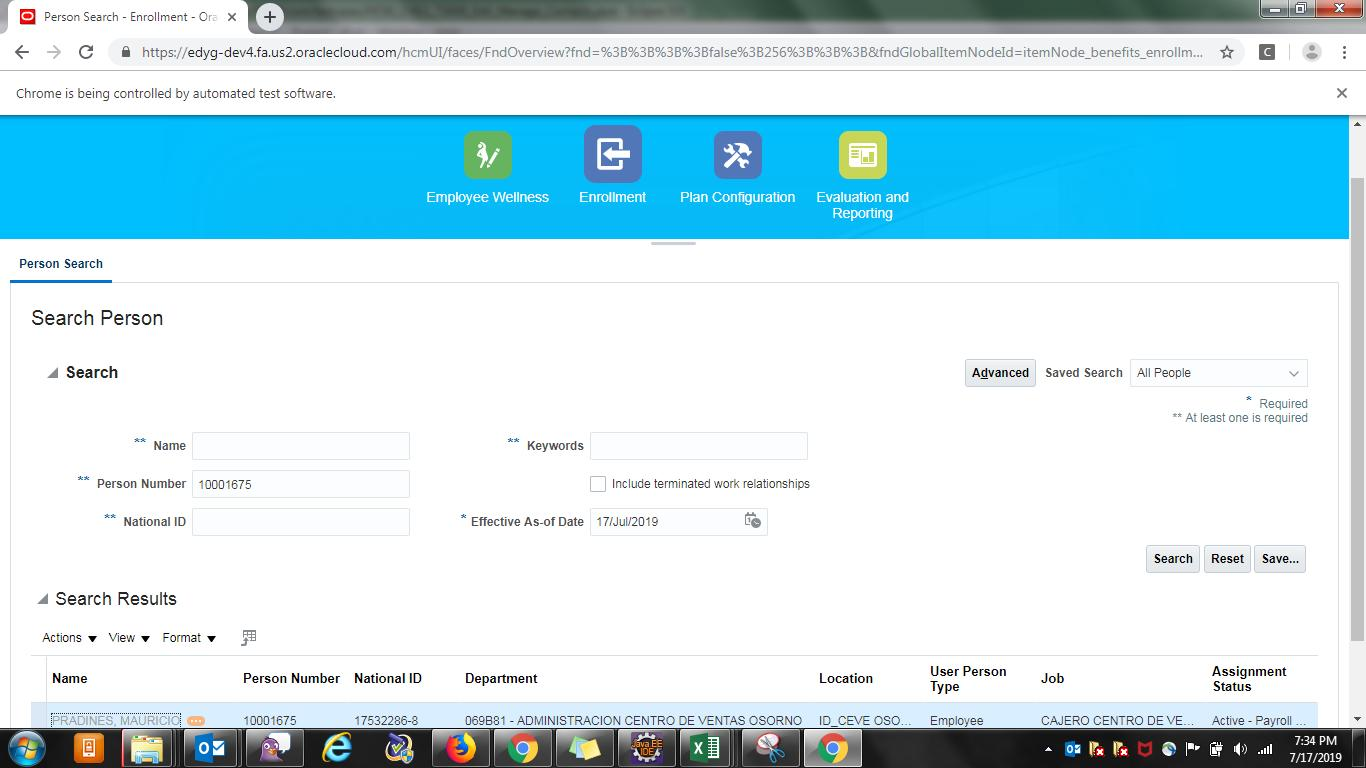 Person Search - Enrollment - Ora
https://edyg-dev4.fa.us2.oraclecloud.com/hcmUI/faces/FndOverview?fnd=%3B%3B%3B%3Bfalse%3B256%3B%3B%3B&fndGlobalItemNodeId=itemNode_benefits_enrollm...
C
Chrome is being controlled by automated test software.
Employee Wellness
Enrollment
Plan Configuration
Evaluation and
Reporting
Person Search
Search Person
Search
Advanced Saved Search All People
* Required
** At least one is required
** Name
** Keywords
** Person Number 10001675
Include terminated work relationships
** National ID
* Effective As-of Date 17/Jul/2019
Search Reset Save...
Search Results
Actions View Format
Name Person Number National ID Department Location User Person Type Job Assignment Status
PRADINES, MAURICIO 10001675 17532286-8 069B81 - ADMINISTRACION CENTRO DE VENTAS OSORNO ID_CEVE OSO... Employee CAJERO CENTRO DE VE... Active - Payroll ...
Java EE
IDE
7:34 PM
7/17/2019